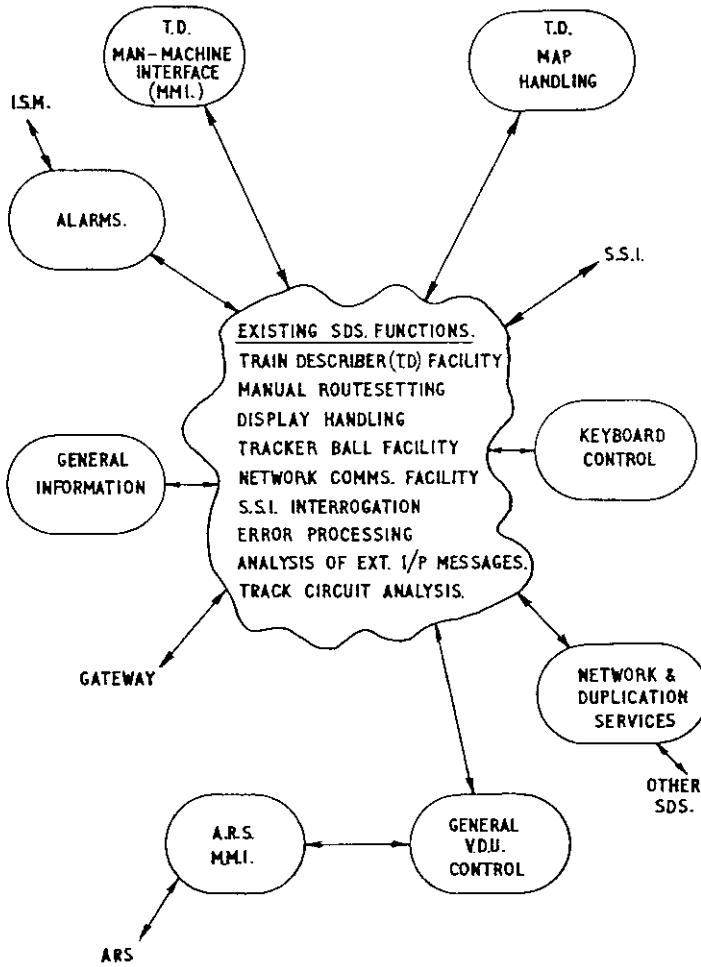 T.D.
MAN-MACHINE
INTERFACE
(MMI.)
T.D.
MAP
HANDLING
I.S.M.
ALARMS.
S.S.I.
EXISTING SDS. FUNCTIONS.
TRAIN DESCRIBER (T.D) FACILITY
MANUAL ROUTESETTING
DISPLAY HANDLING
TRACKER BALL FACILITY
NETWORK COMMS. FACILITY
S.S.I. INTERROGATION
ERROR PROCESSING
ANALYSIS OF EXT. I/P MESSAGES.
TRACK CIRCUIT ANALYSIS.
KEYBOARD
CONTROL
GENERAL
INFORMATION
GATEWAY
NETWORK &
DUPLICATION
SERVICES
OTHER
SDS.
A.R.S.
M.M.I.
GENERAL
V.D.U.
CONTROL
ARS